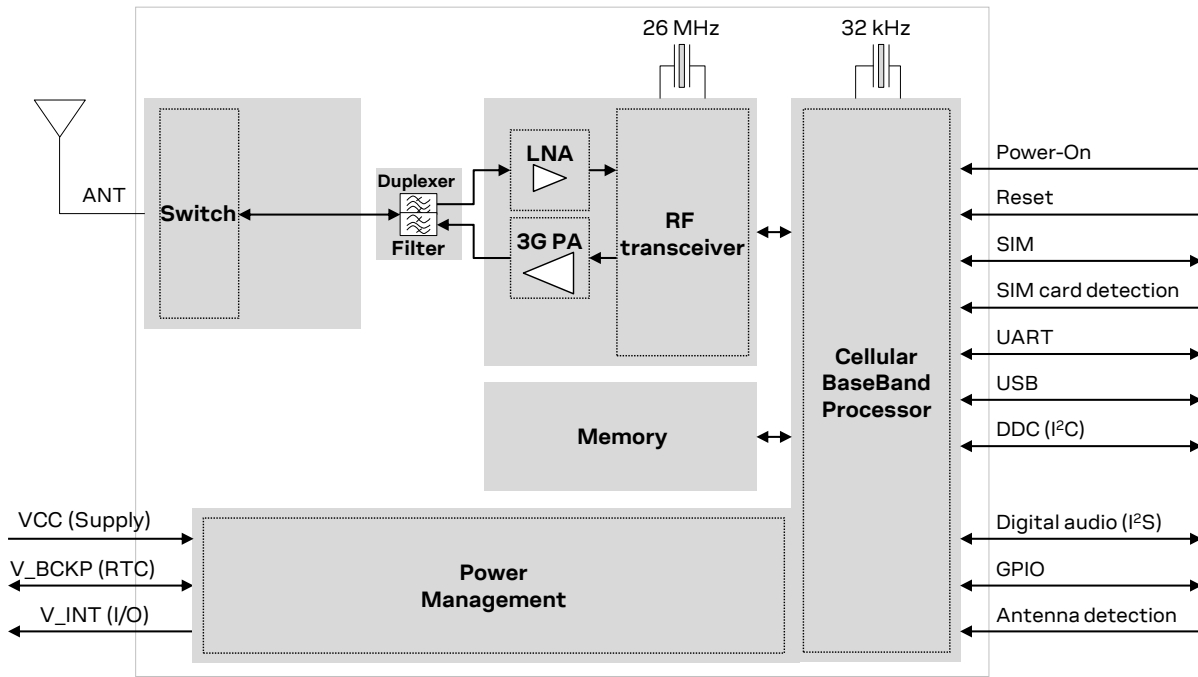 26 MHz
32 kHz
ANT
Switch
Duplexer
Filter
LNA
3G PA
RF
transceiver
Memory
Cellular
BaseBand
Processor
Power-On
Reset
SIM
SIM card detection
UART
USB
DDC (I²C)
Digital audio (I²S)
GPIO
Antenna detection
VCC (Supply)
V_BCKP (RTC)
V_INT (I/O)
Power
Management